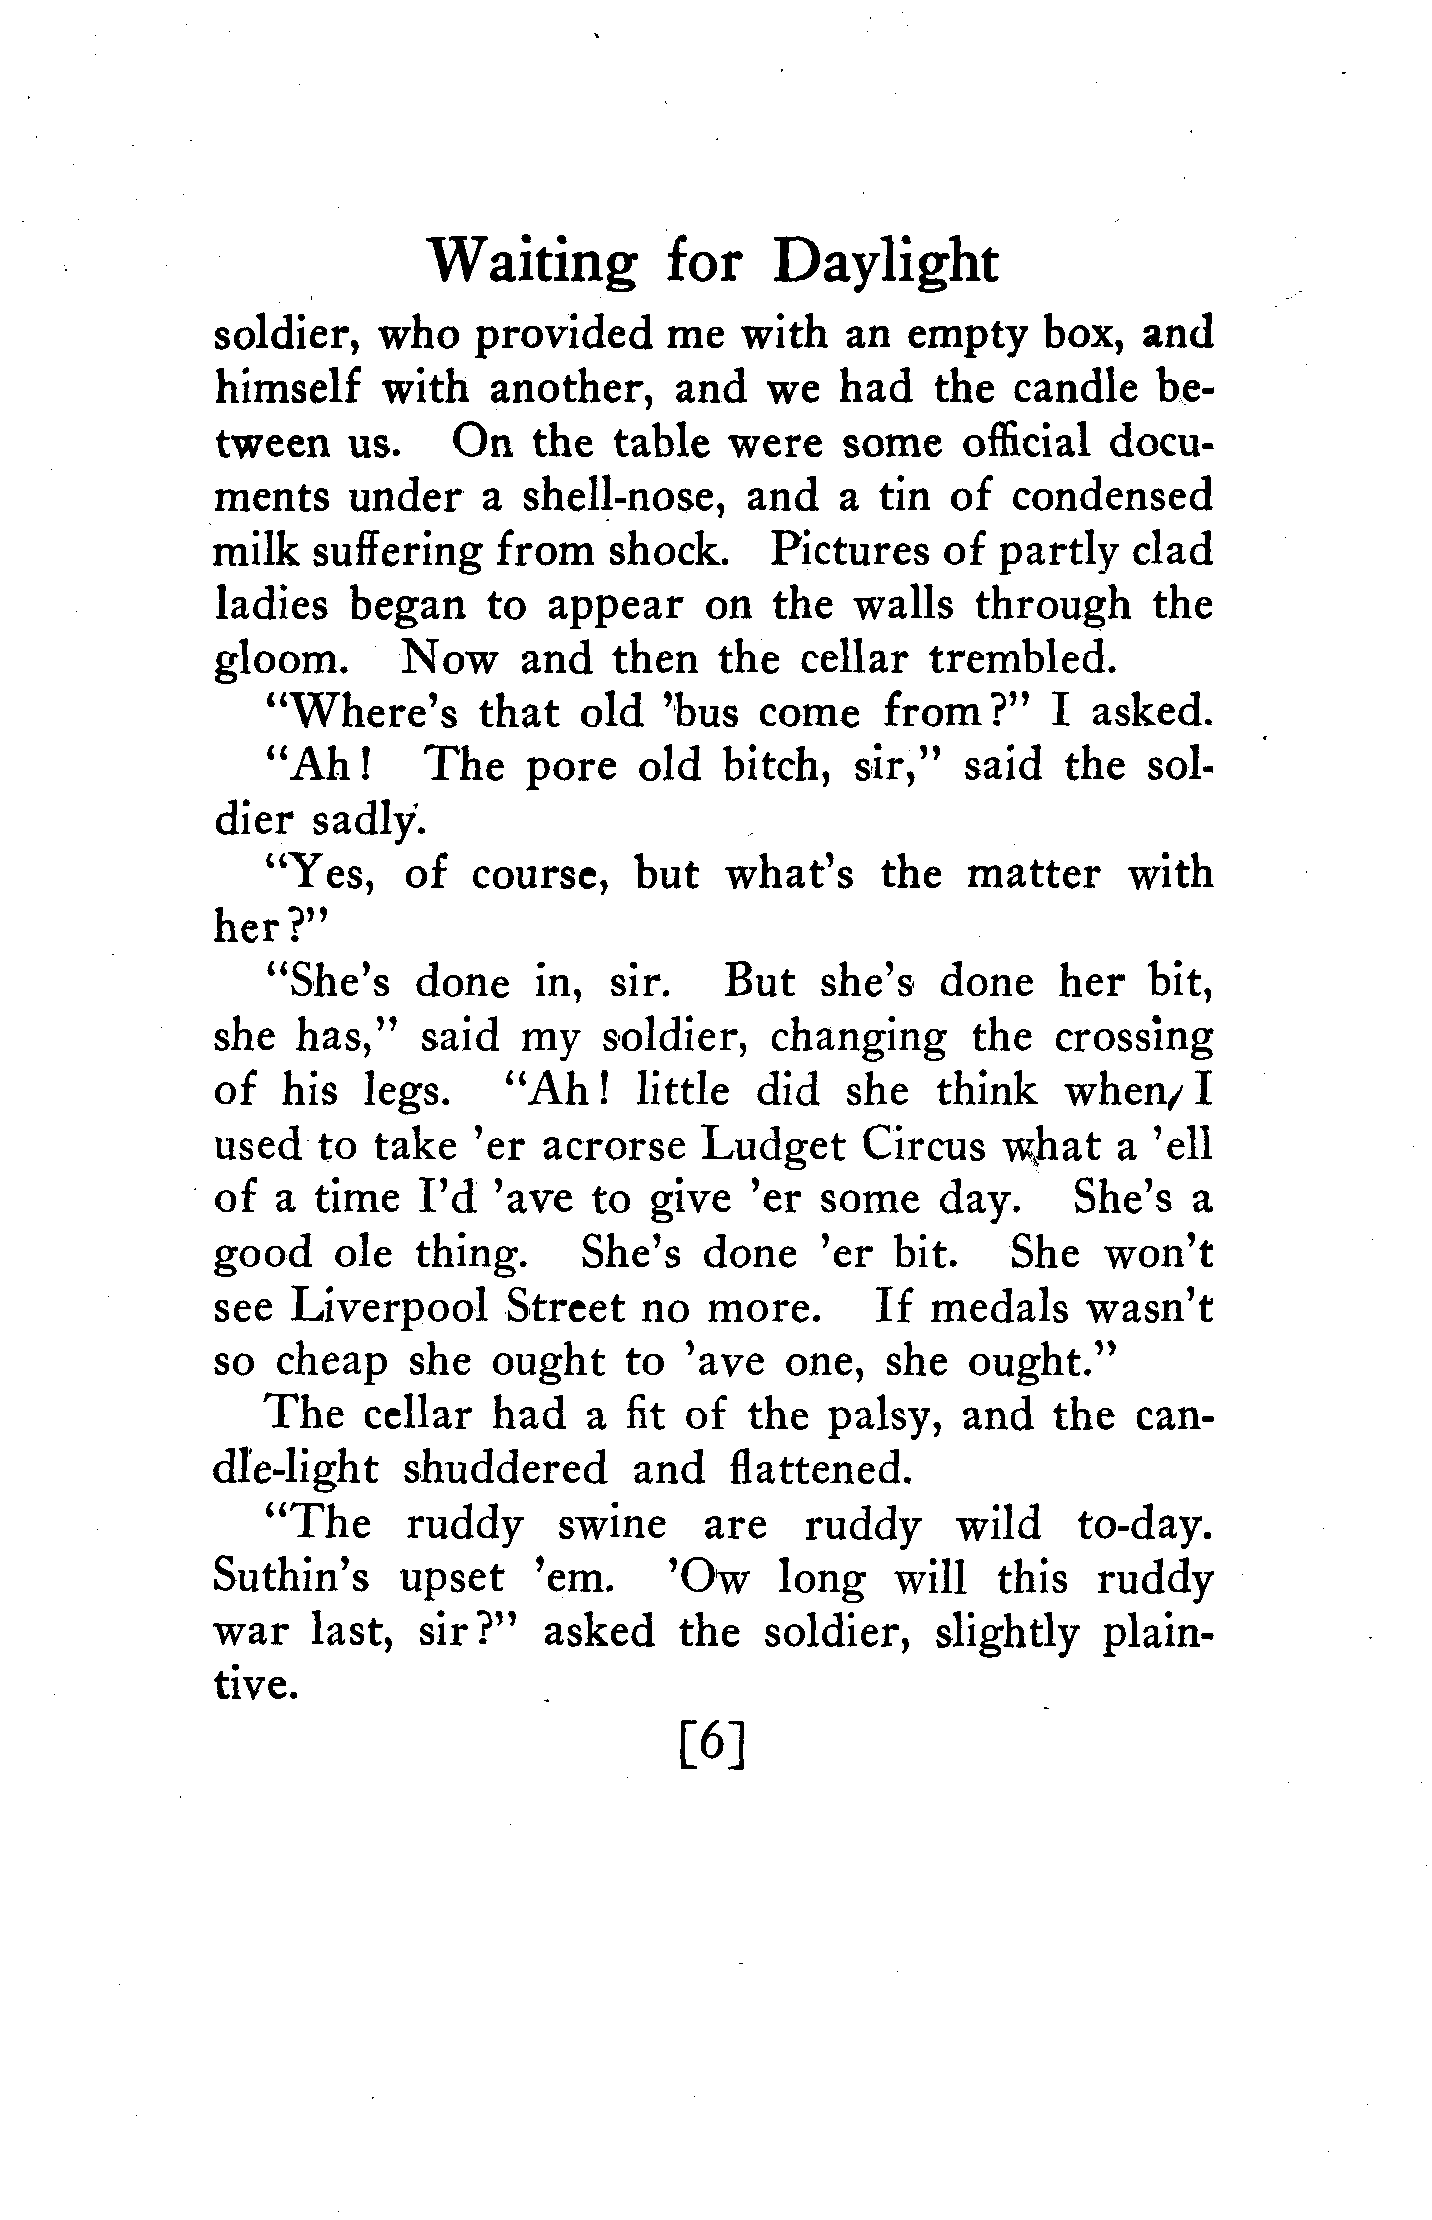 Waiting for Daylight
soldier, who provided me with an empty box, and
himself with another, and we had the candle be-
tween us. On the table were some official docu-
ments under a shell-nose, and a tin of condensed
milk suffering from shock. Pictures of partly clad
ladies began to appear on the walls through the
gloom. Now and then the cellar trembled.
"Where's that old 'bus come from?" I asked.
"Ah! The pore old bitch, sir," said the sol-
dier sadly.
"Yes, of course, but what's the matter with
her?"
"She's done in, sir. But she's done her bit,
she has," said my soldier, changing the crossing
of his legs. "Ah! little did she think when I
used to take 'er acrorse Ludget Circus what a 'ell
of a time I'd 'ave to give 'er some day. She's a
good ole thing. She's done 'er bit. She won't
see Liverpool Street no more. If medals wasn't
so cheap she ought to 'ave one, she ought."
The cellar had a fit of the palsy, and the can-
dle-light shuddered and flattened.
"The ruddy swine are ruddy wild to-day.
Suthin's upset 'em. 'Ow long will this ruddy
war last, sir?" asked the soldier, slightly plain-
tive.
[6]